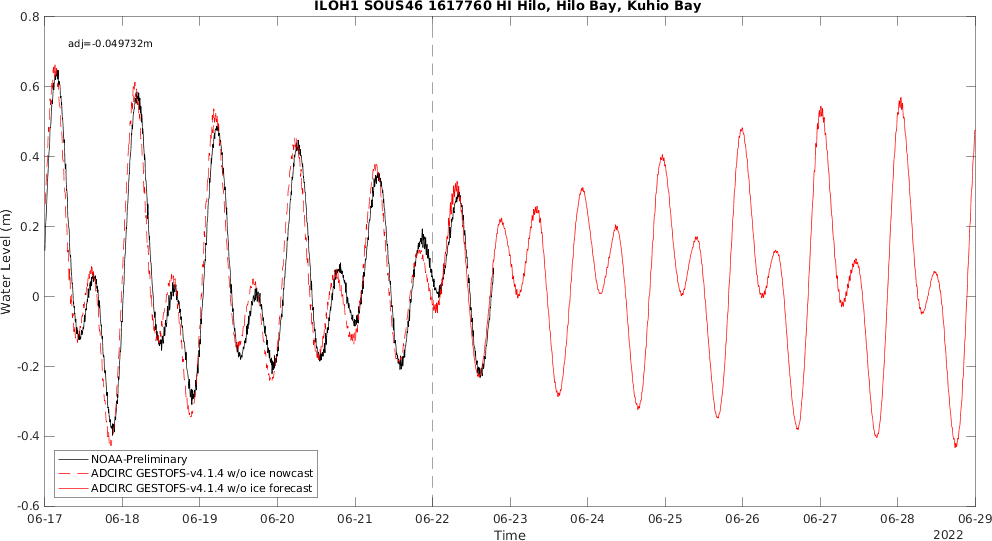 ILOH1 SOUS46 1617760 HI Hilo, Hilo Bay, Kuhio Bay
adj=-0.049732m
0.8
0.6
0.4
0.2
0
-0.2
-0.4
-0.6
Water Level (m)
NOAA-Preliminary
ADCIRC GESTOFS-v4.1.4 w/o ice nowcast
ADCIRC GESTOFS-v4.1.4 w/o ice forecast
06-17 06-18 06-19 06-20 06-21 06-22 06-23 06-24 06-25 06-26 06-27 06-28 06-29
Time
2022